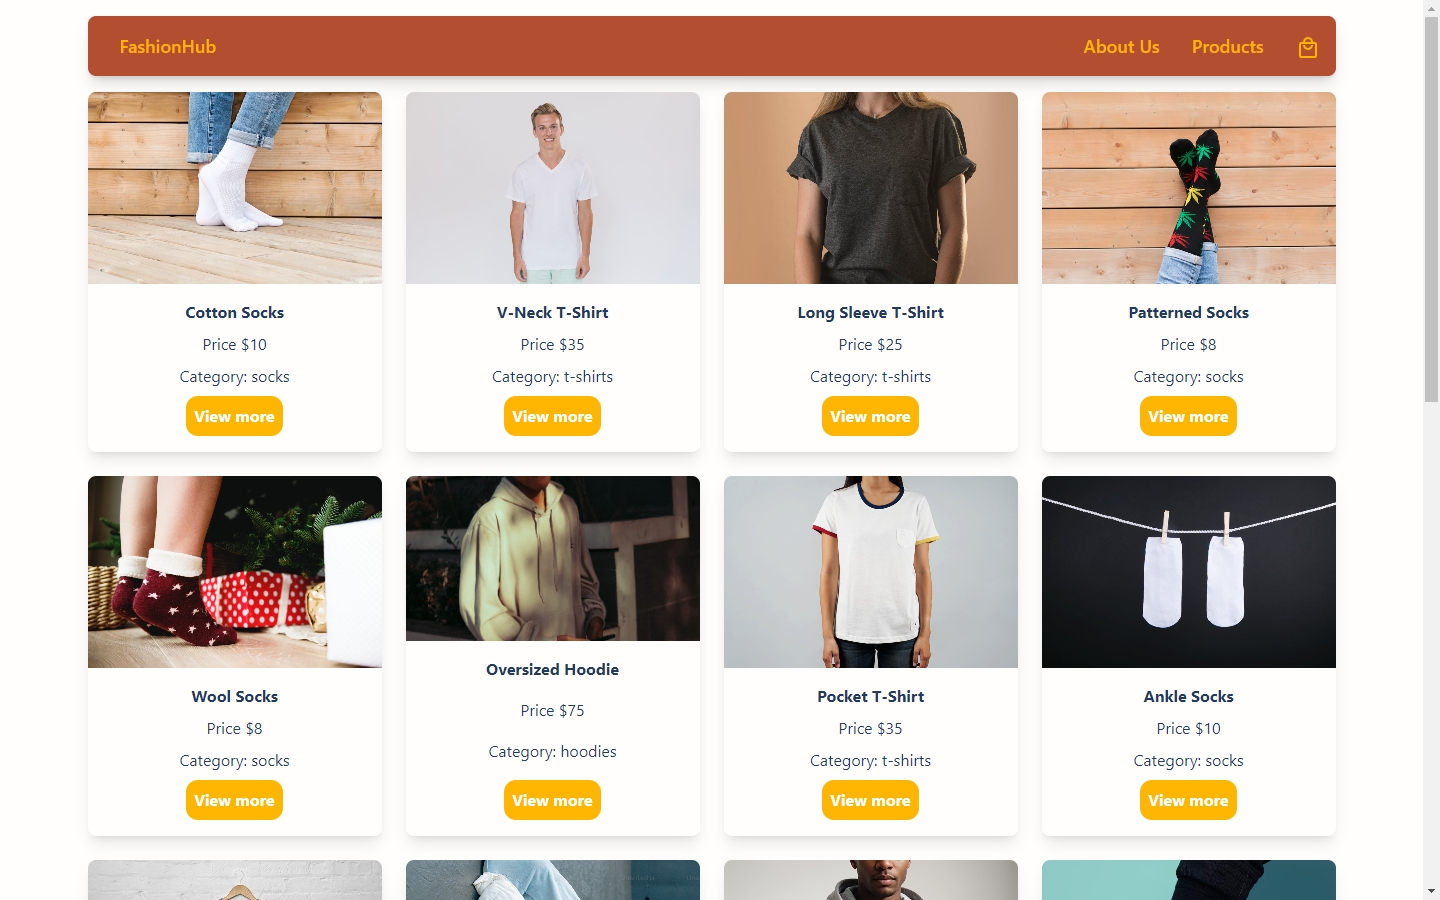 FashionHub
About Us
Products
Cotton Socks
Price $10
Category: socks
View more
V-Neck T-Shirt
Price $35
Category: t-shirts
View more
Long Sleeve T-Shirt
Price $25
Category: t-shirts
View more
Patterned Socks
Price $8
Category: socks
View more
Wool Socks
Price $8
Category: socks
View more
Oversized Hoodie
Price $75
Category: hoodies
View more
Pocket T-Shirt
Price $35
Category: t-shirts
View more
Ankle Socks
Price $10
Category: socks
View more